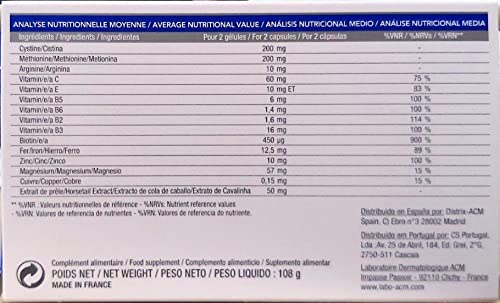 ANALYSE NUTRITIONNELLE MOYENNE / AVERAGE NUTRITIONAL VALUE / ANÁLISIS NUTRICIONAL MEDIO / ANÁLISE NUTRICIONAL MEDIA
Ingrédients / Ingredients / Ingredientes Pour 2 gélules / For 2 capsules / Por 2 cápsulas %VNR / %NRVs / %VRN**
Cystine/Cistina 200 mg -
Methionine/Methionine/Metionina 200 mg -
Arginine/Arginina 10 mg -
Vitamin/e/a C 60 mg 75 %
Vitamin/e/a E 10 mg ET 83 %
Vitamin/e/a B5 6 mg 100 %
Vitamin/e/a B6 1,4 mg 100 %
Vitamin/e/a B2 1,6 mg 114 %
Vitamin/e/a B3 16 mg 100 %
Biotin/e/a 450 µg 900 %
Fer/Iron/Hierro/Ferro 12,5 mg 89 %
Zinc/Zinc/Zinco 10 mg 100 %
Magnésium/Magnesium/Magnesio 57 mg 15 %
Cuivre/Copper/Cobre 0,15 mg 15 %
Extrait de prêle/Horsetail Extract/Extracto de cola de caballo/Extrato de Cavalinha 50 mg -
** %VNR : Valeurs nutritionnelles de référence - %NRVs: Nutrient reference values
- %VRN: Valores de referencia de nutrientes - %VRN: Valores de referencia de nutrientes.
Distribuido en España por: Distrix-ACM
Spain. C) Ebro n°3 28002 Madrid
Distribuído em Portugal por: CS Portugal,
Lda. Av. 25 de Abril, 184, Ed. Grei, 2°G,
2750-511 Cascais
Complément alimentaire / Food supplement / Complemento alimenticio / Suplemento alimentar
POIDS NET / NET WEIGHT / PESO NETO / PESO LIQUIDO : 108 g
MADE IN FRANCE
Laboratoire Dermatologique ACM
Impasse Passoir - 92110 Clichy - France
www.labo-acm.com